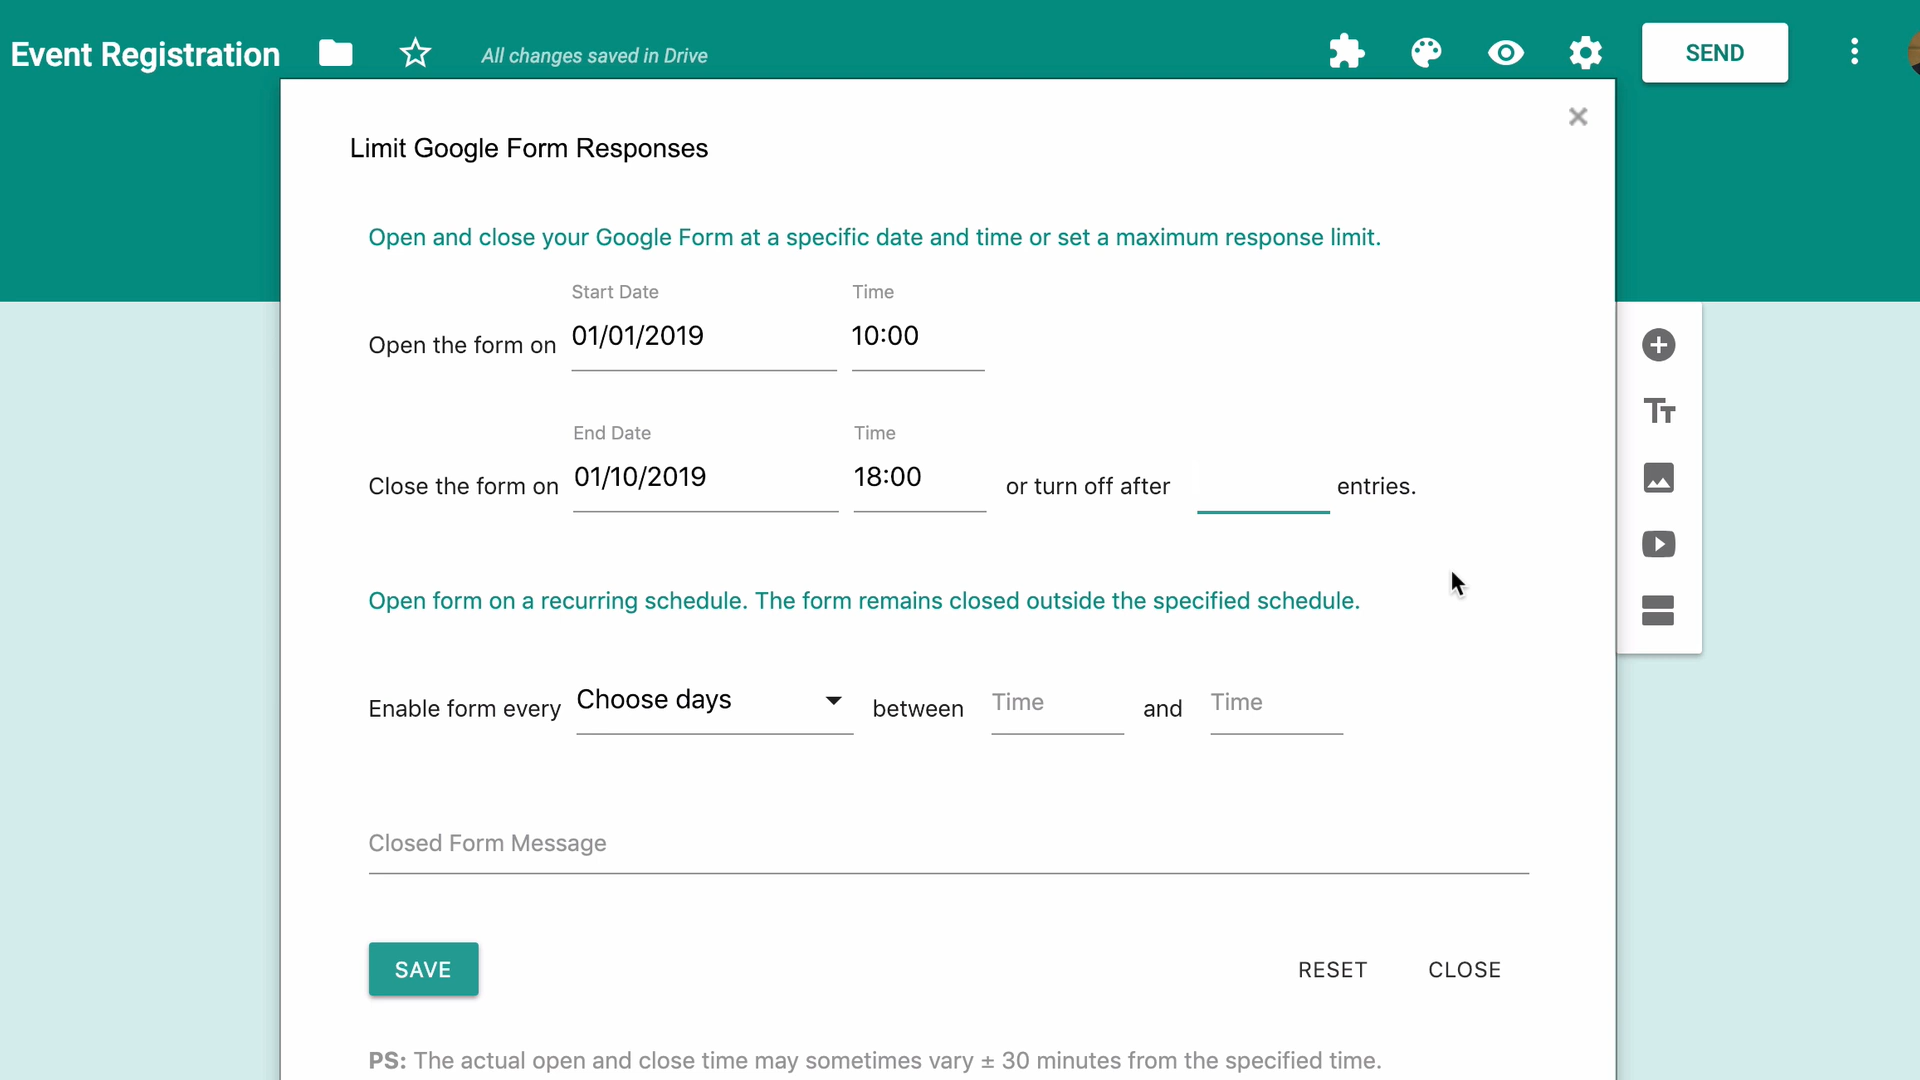 Event Registration
All changes saved in Drive
SEND
Limit Google Form Responses
Open and close your Google Form at a specific date and time or set a maximum response limit.
Start Date Time
Open the form on 01/01/2019 10:00
End Date Time
Close the form on 01/10/2019 18:00 or turn off after entries.
Open form on a recurring schedule. The form remains closed outside the specified schedule.
Enable form every Choose days between Time and Time
Closed Form Message
SAVE RESET CLOSE
PS: The actual open and close time may sometimes vary ± 30 minutes from the specified time.